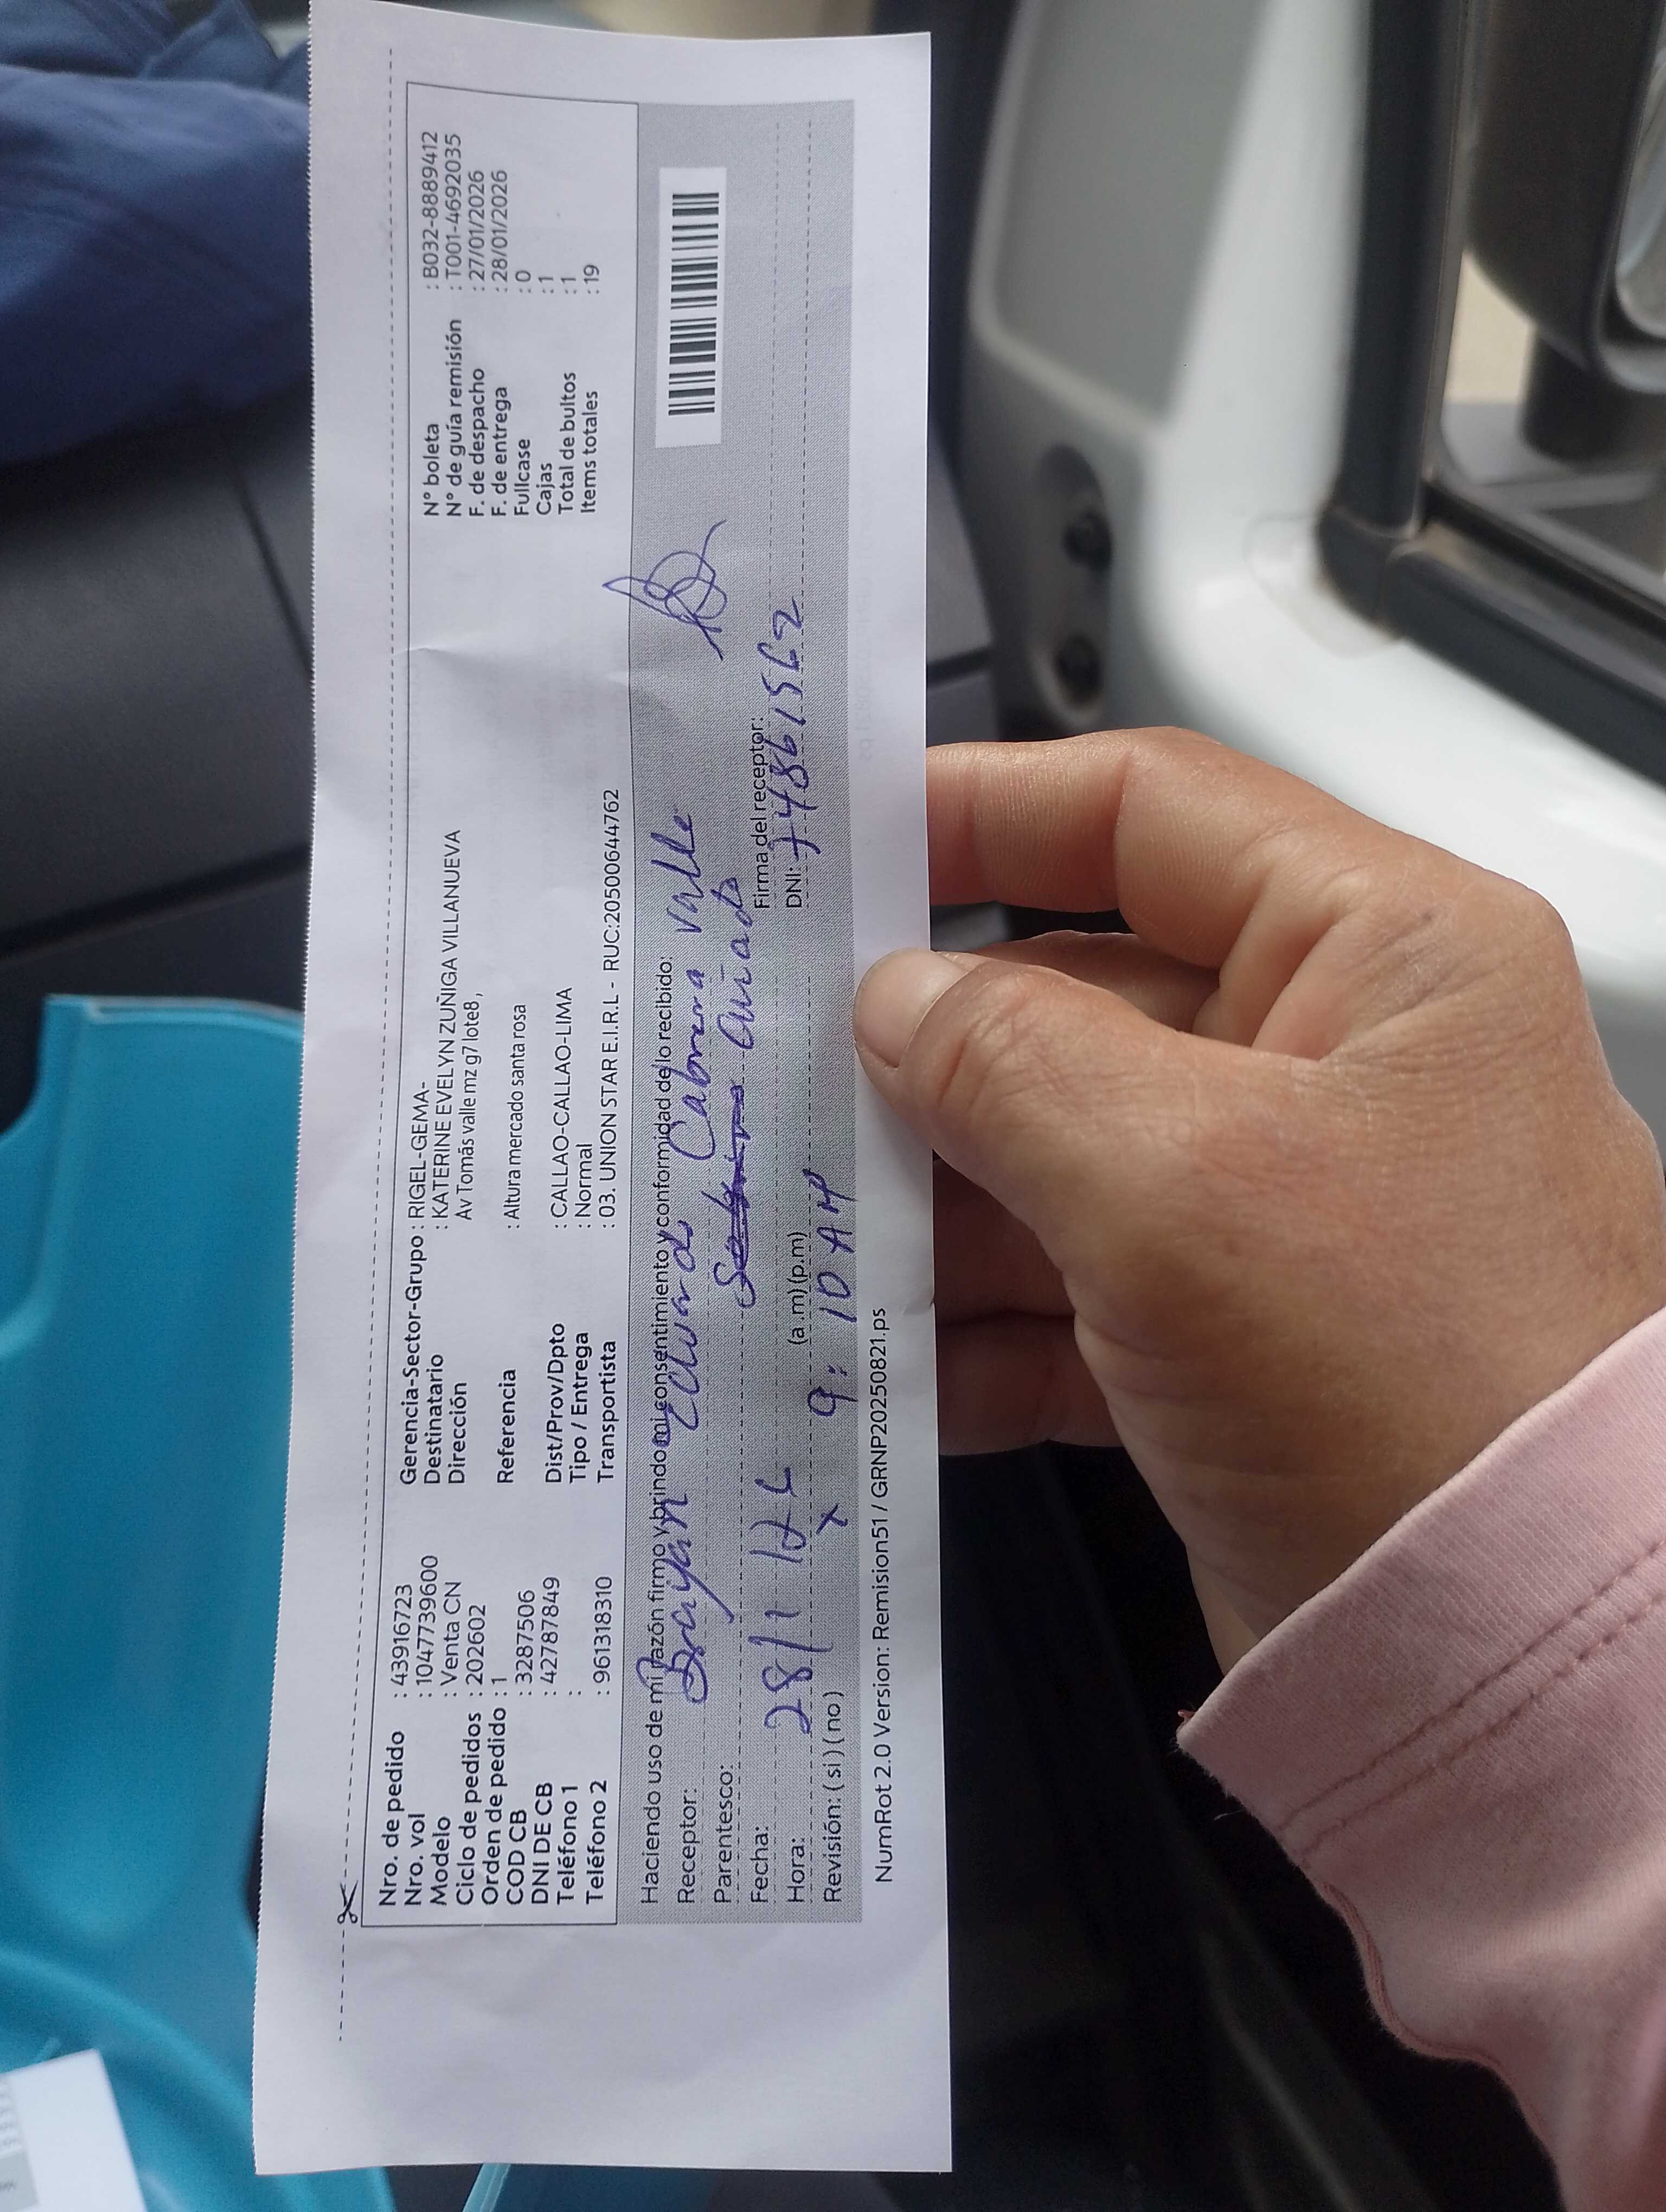 Nro. de pedido : 43916723
Nro. vol : 1047739600
Modelo : Venta CN
Ciclo de pedidos : 202602
Orden de pedido : 1
COD CB : 3287506
DNI DE CB : 42787849
Teléfono 1 :
Teléfono 2 : 961318310
Gerencia-Sector-Grupo : RIGEL-GEMA-
Destinatario : KATERINE EVELYN ZUÑIGA VILLANUEVA
Dirección Av Tomás valle mz g7 lote8,
Referencia : Altura mercado santa rosa
Dist/Prov/Dpto : CALLAO-CALLAO-LIMA
Tipo / Entrega : Normal
Transportista : 03. UNION STAR E.I.R.L - RUC:20500644762
N° boleta : B032-8889412
N° de guía remisión : T001-4692035
F. de despacho : 27/01/2026
F. de entrega : 28/01/2026
Fullcase : 0
Cajas : 1
Total de bultos : 1
Items totales : 19
Haciendo uso de mi razón firmo y brindo mi consentimiento y conformidad de lo recibido:
Receptor: Brayan Eduardo Cabrera Valle
Parentesco: Cuñado
Fecha: 28/1/26
Firma del receptor:
Hora: 9:10 AM (a.m) (p.m)
DNI: 74861562
Revisión: (si) (no) x
NumRot 2.0 Version: Remision51 / GRNP20250821.ps